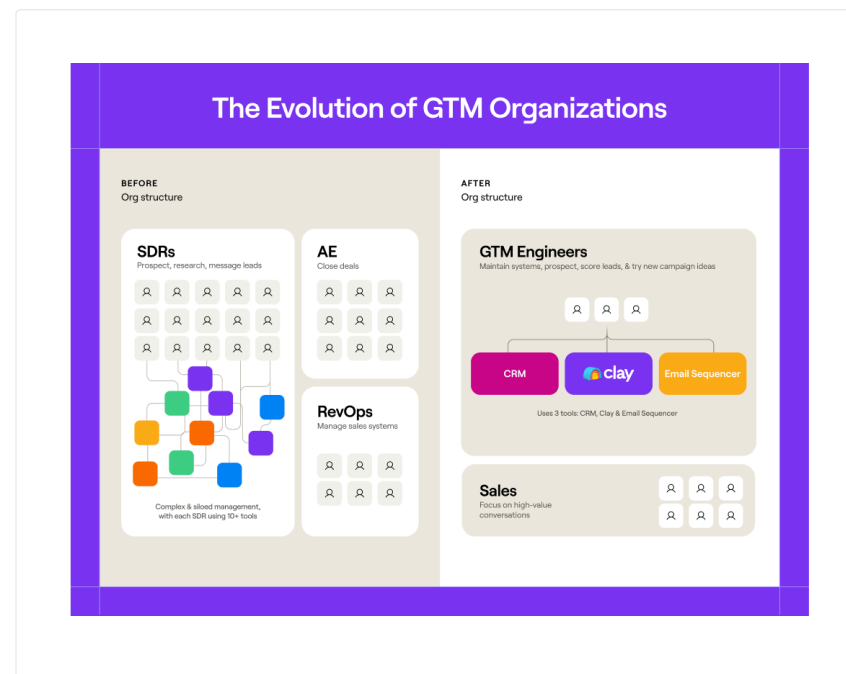 The Evolution of GTM Organizations
BEFORE
Org structure
SDRs
Prospect, research, message leads
AE
Close deals
Complex & siloed management,
with each SDR using 10+ tools
RevOps
Manage sales systems
AFTER
Org structure
GTM Engineers
Maintain systems, prospect, score leads, & try new campaign ideas
CRM
clay
Email Sequencer
Uses 3 tools: CRM, Clay & Email Sequencer
Sales
Focus on high-value
conversations